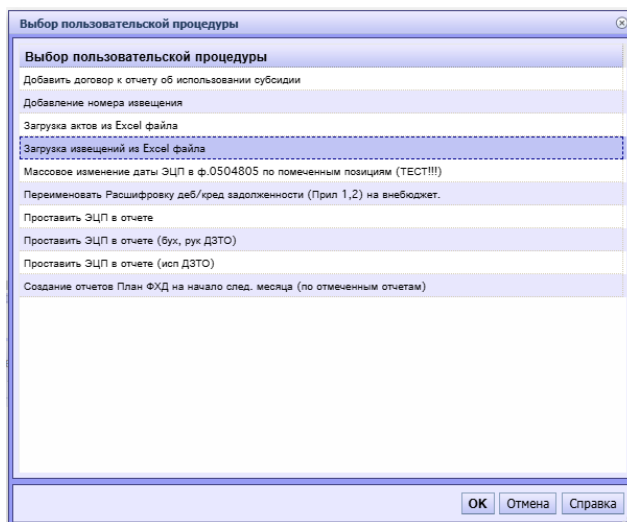 Выбор пользовательской процедуры
Выбор пользовательской процедуры
Добавить договор к отчету об использовании субсидии
Добавление номера извещения
Загрузка актов из Excel файла
Загрузка извещений из Excel файла
Массовое изменение даты ЭЦП в ф.0504805 по помеченным позициям (ТЕСТ!!!)
Переименовать Расшифровку деб/кред задолженности (Прил 1,2) на внебюджет.
Проставить ЭЦП в отчете
Проставить ЭЦП в отчете (бух, рук ДЗТО)
Проставить ЭЦП в отчете (исп ДЗТО)
Создание отчетов План ФХД на начало след. месяца (по отмеченным отчетам)
OK Отмена Справка